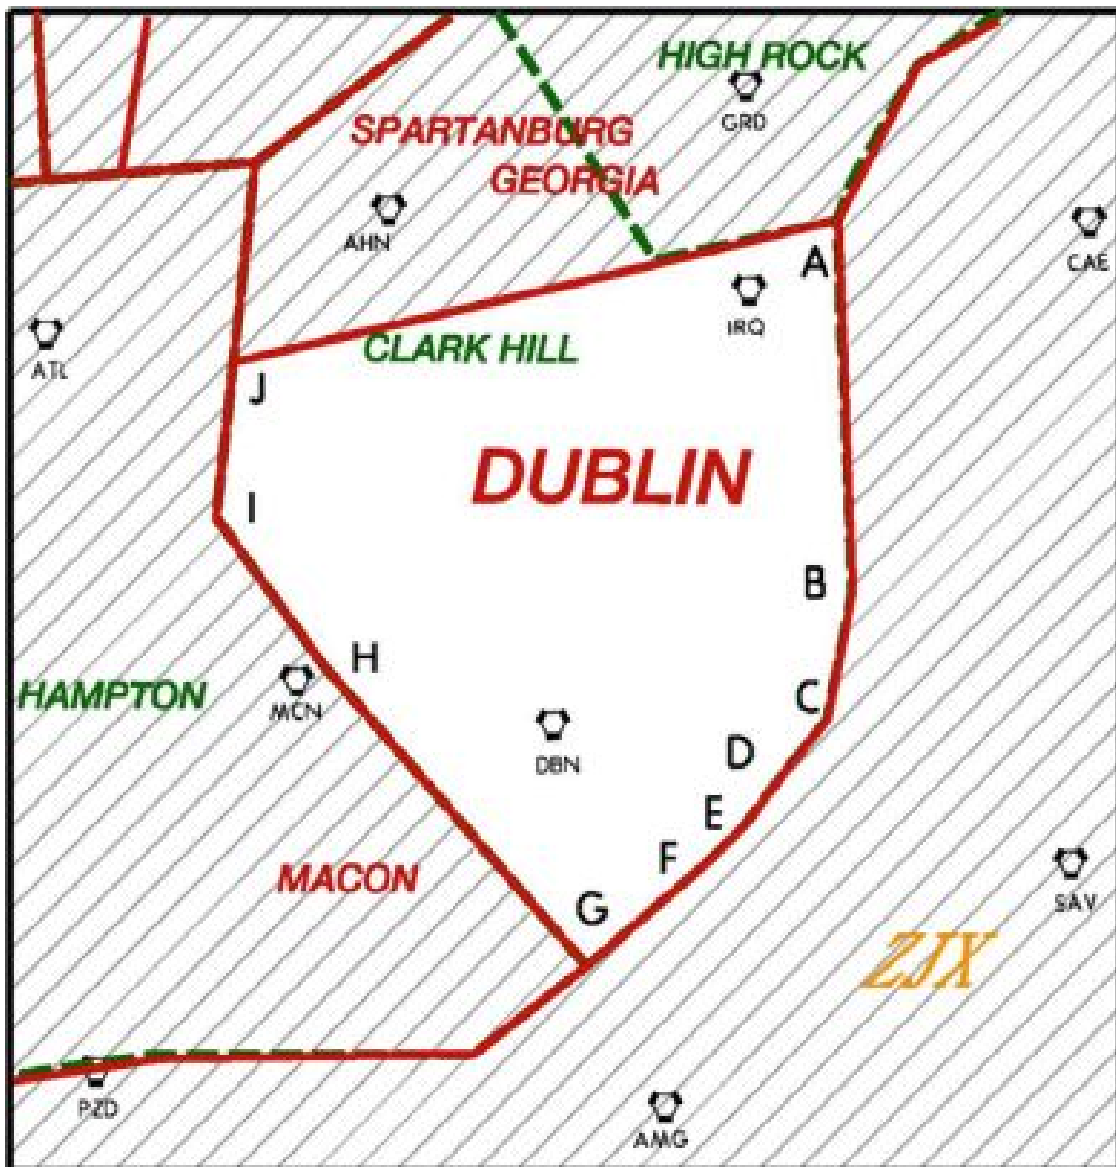 HIGH ROCK
GRD
SPARTANBURG
GEORGIA
AHN
CAE
A
IRQ
ATL
CLARK HILL
J
DUBLIN
I
B
H
HAMPTON
MCN
C
D
DBN
E
F
MACON
G
SAV
ZJX
PZD
AMG